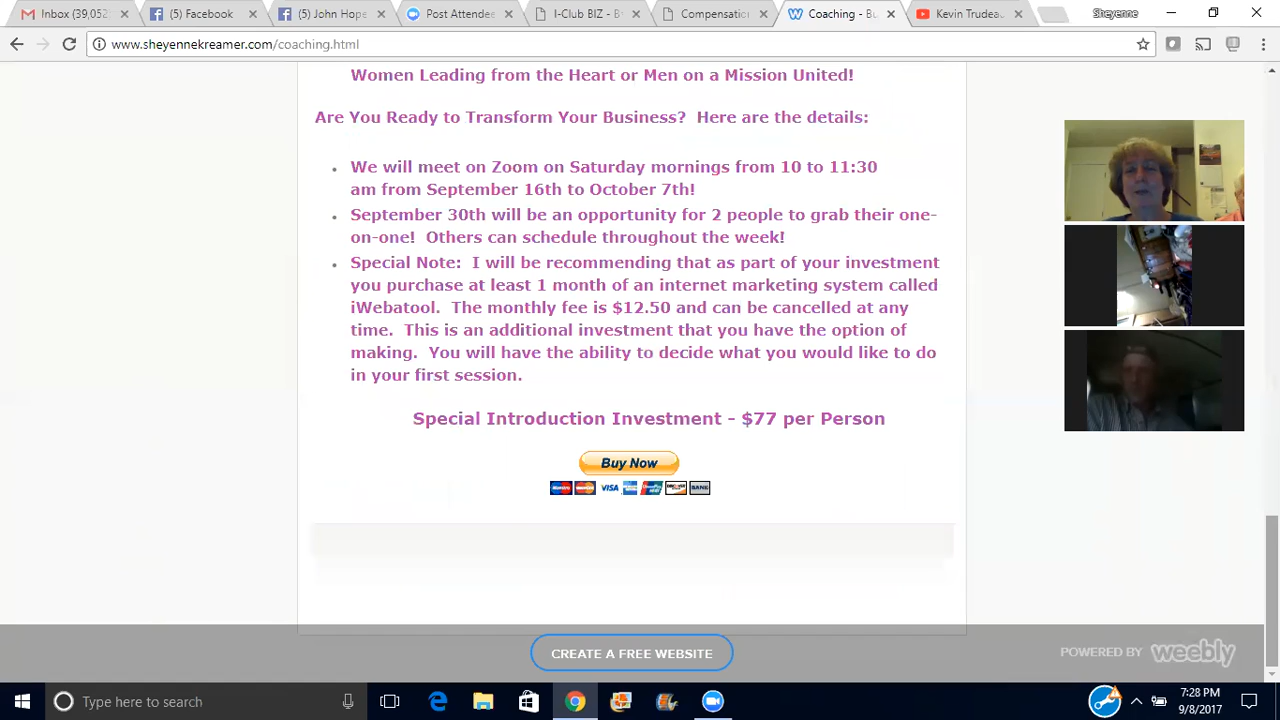 Inbox (39,052
(5) Facebook
(5) John Hope
Post Attendee
I-Club BIZ - B
Compensation
Coaching - Bu
Kevin Trudeau
Sheyenne
www.sheyennekreamer.com/coaching.html
Women Leading from the Heart or Men on a Mission United!
Are You Ready to Transform Your Business?  Here are the details:
We will meet on Zoom on Saturday mornings from 10 to 11:30
am from September 16th to October 7th!
September 30th will be an opportunity for 2 people to grab their one-
on-one!  Others can schedule throughout the week!
Special Note:  I will be recommending that as part of your investment
you purchase at least 1 month of an internet marketing system called
iWebatool.  The monthly fee is $12.50 and can be cancelled at any
time.  This is an additional investment that you have the option of
making.  You will have the ability to decide what you would like to do
in your first session.
Special Introduction Investment - $77 per Person
Buy Now
VISA
BANK
CREATE A FREE WEBSITE
POWERED BY weebly
Type here to search
7:28 PM
9/8/2017